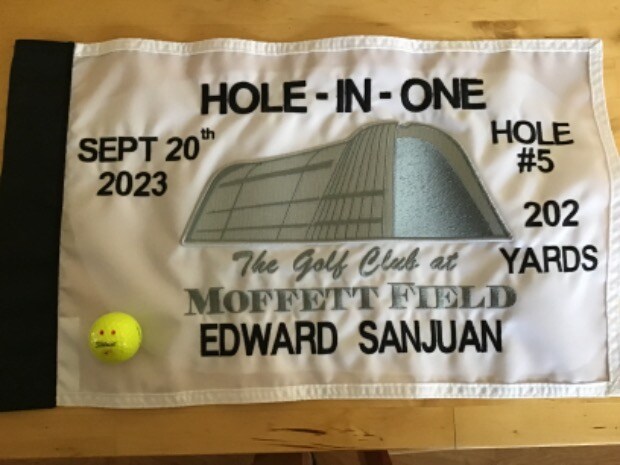 HOLE - IN - ONE
SEPT 20th
2023
HOLE
#5
202
YARDS
The Golf Club at
MOFFETT FIELD
EDWARD SANJUAN